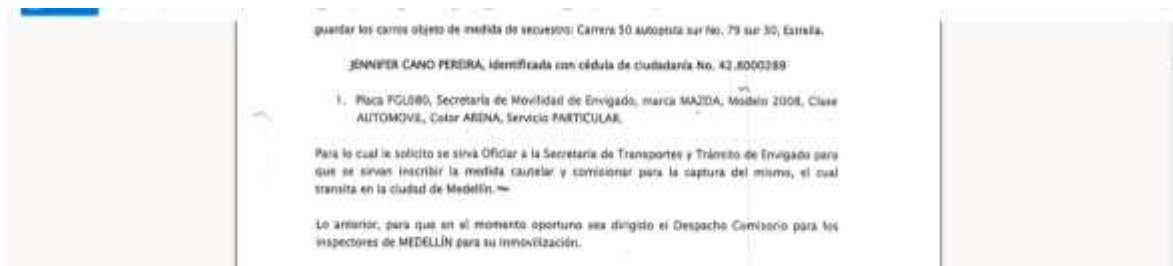 guardar los carros objeto de medida de secuestro: Carrera 50 autopista sur No. 79 sur 30, Estrella.
JENNIFER CANO PEREIRA, identificada con cédula de ciudadanía No. 42.8000289
1. Placa FGL080, Secretaría de Movilidad de Envigado, marca MAZDA, Modelo 2008, Clase
AUTOMOVIL, Color ARENA, Servicio PARTICULAR.
Para lo cual le solicito se sirva Oficiar a la Secretaría de Transportes y Tránsito de Envigado para
que se sirvan inscribir la medida cautelar y comisionar para la captura del mismo, el cual
transita en la ciudad de Medellín.
Lo anterior, para que en el momento oportuno sea dirigido el Despacho Comisorio para los
inspectores de MEDELLÍN para su inmovilización.